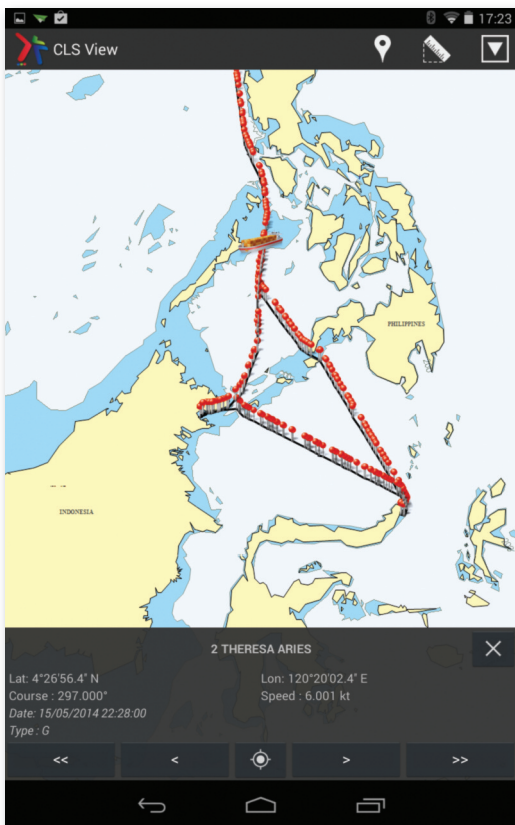 17:23
CLS View
PHILIPPINES
INDONESIA
2 THERESA ARIES
Lat: 4°26'56.4" N
Lon: 120°20'02.4" E
Course : 297.000°
Speed : 6.001 kt
Date: 15/05/2014 22:28:00
Type : G
<<
<
>
>>